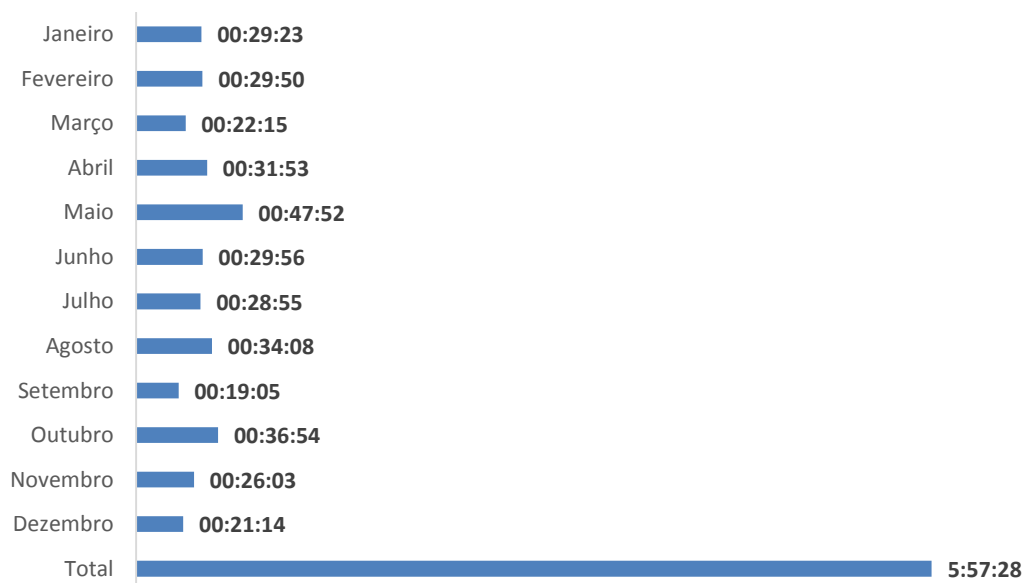 Janeiro 00:29:23
Fevereiro 00:29:50
Março 00:22:15
Abril 00:31:53
Maio 00:47:52
Junho 00:29:56
Julho 00:28:55
Agosto 00:34:08
Setembro 00:19:05
Outubro 00:36:54
Novembro 00:26:03
Dezembro 00:21:14
Total 5:57:28